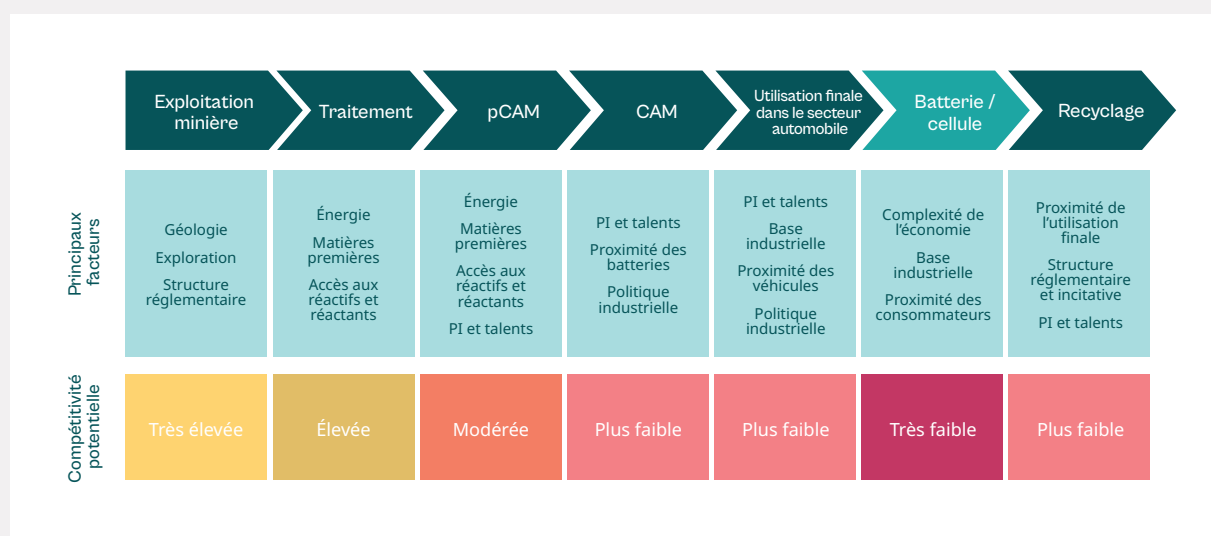 Exploitation
minière
Traitement
pCAM
CAM
Utilisation finale
dans le secteur
automobile
Batterie /
cellule
Recyclage
Principaux
facteurs
Géologie
Exploration
Structure
réglementaire
Énergie
Matières
premières
Accès aux
réactifs et
réactants
Énergie
Matières
premières
Accès aux
réactifs et
réactants
PI et talents
PI et talents
Proximité des
batteries
Politique
industrielle
PI et talents
Base
industrielle
Proximité des
véhicules
Politique
industrielle
Complexité de
l’économie
Base
industrielle
Proximité des
consommateurs
Proximité de
l’utilisation
finale
Structure
réglementaire
et incitative
PI et talents
Compétitivité
potentielle
Très élevée
Élevée
Modérée
Plus faible
Plus faible
Très faible
Plus faible